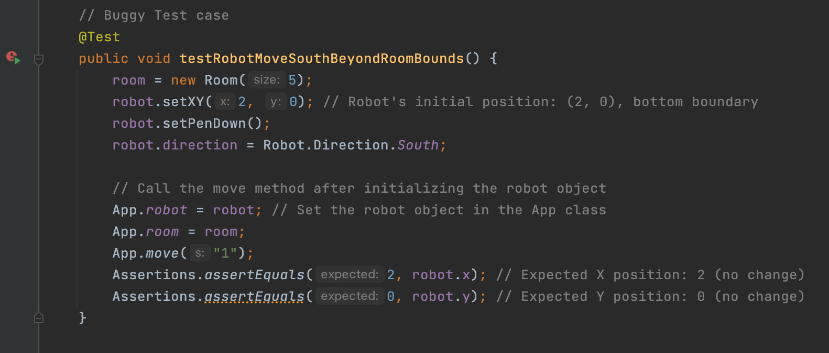 // Buggy Test case
@Test
public void testRobotMoveSouthBeyondRoomBounds() {
room = new Room( size: 5);
robot.setXY( x: 2, y: 0); // Robot's initial position: (2, 0), bottom boundary
robot.setPenDown();
robot.direction = Robot.Direction.South;
// Call the move method after initializing the robot object
App.robot = robot; // Set the robot object in the App class
App.room = room;
App.move( s: "1");
Assertions.assertEquals( expected: 2, robot.x); // Expected X position: 2 (no change)
Assertions.assertEquals( expected: 0, robot.y); // Expected Y position: 0 (no change)
}